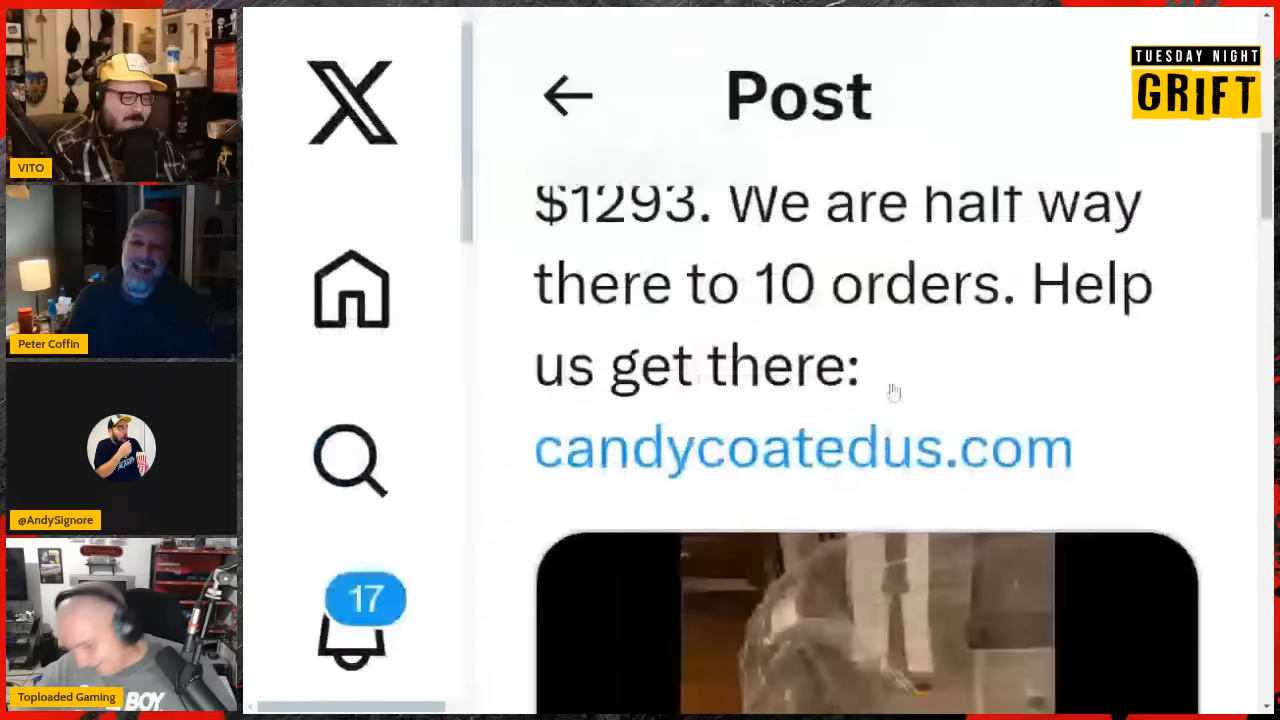 VITO
Peter Coffin
@AndySignore
Toploaded Gaming
BOY
17
Post
$1293. We are half way
there to 10 orders. Help
us get there:
candycoatedus.com
TUESDAY NIGHT
GRIFT